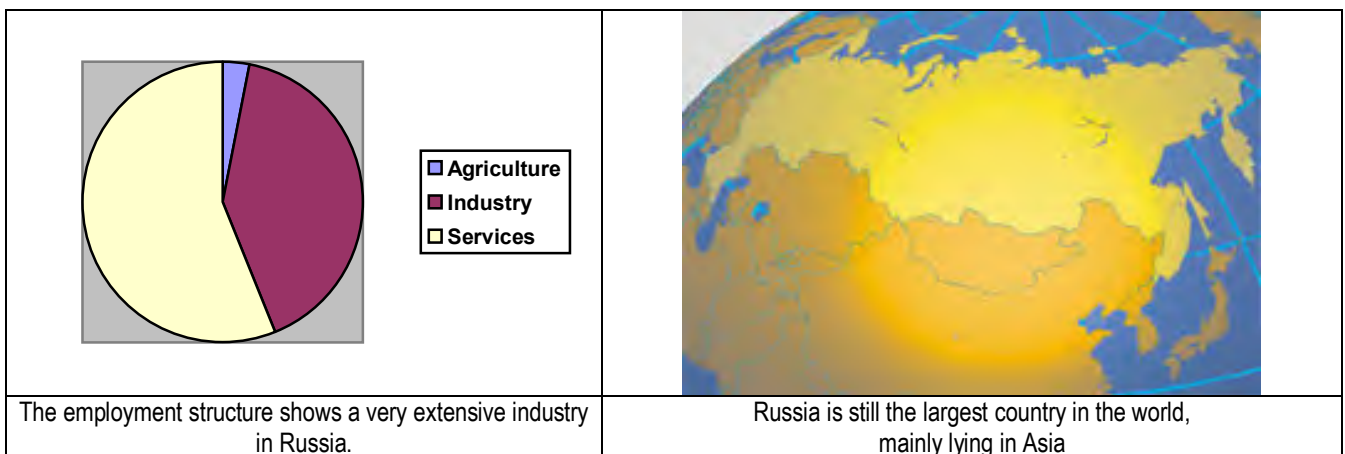 Agriculture
Industry
Services
The employment structure shows a very extensive industry
in Russia.
Russia is still the largest country in the world,
mainly lying in Asia